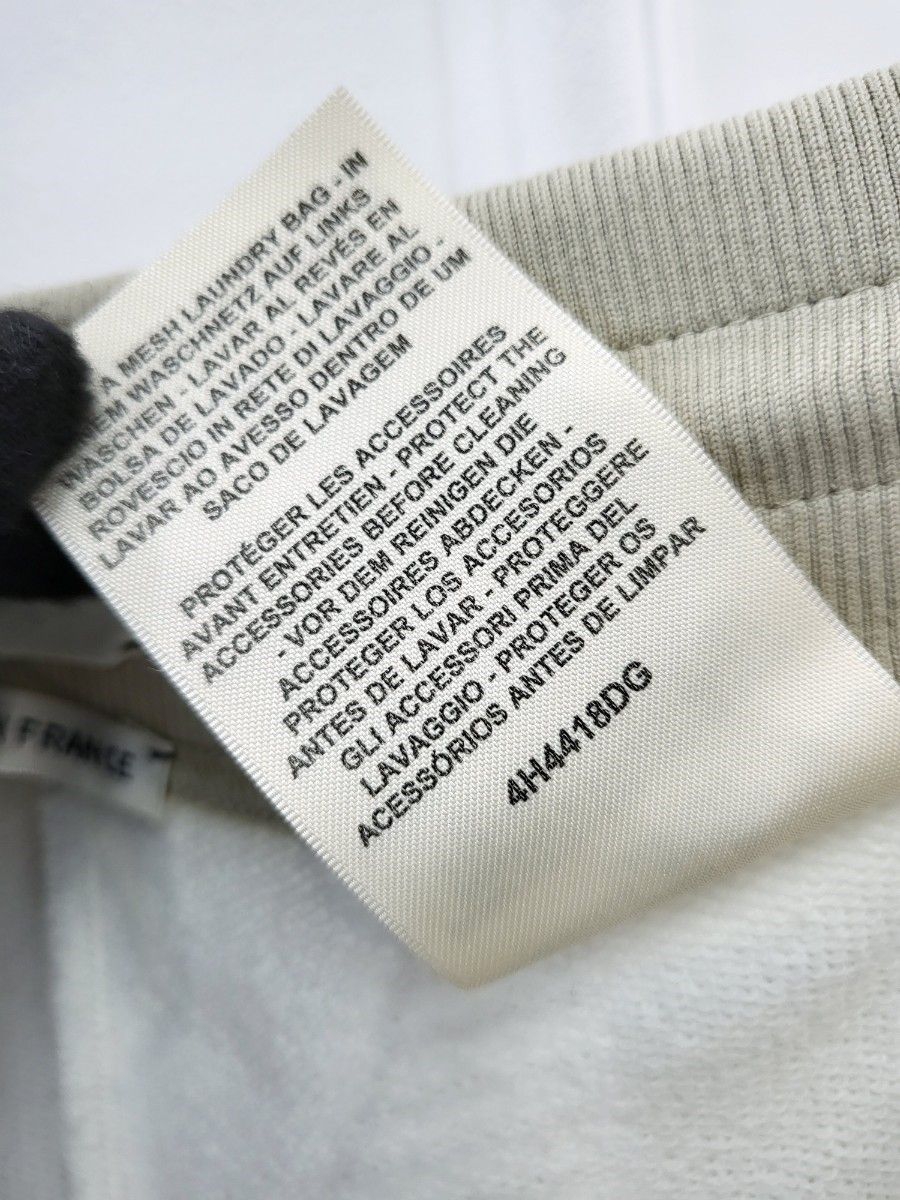 A MESH LAUNDRY BAG - IN
EM WASCHNETZ AUF LINKS
WASCHEN - LAVAR AL REVÉS EN
BOLSA DE LAVADO - LAVARE AL
ROVESCIO IN RETE DI LAVAGGIO -
LAVAR AO AVESSO DENTRO DE UM
SACO DE LAVAGEM
PROTÉGER LES ACCESSOIRES
AVANT ENTRETIEN - PROTECT THE
ACCESSORIES BEFORE CLEANING
- VOR DEM REINIGEN DIE
ACCESSOIRES ABDECKEN -
PROTEGER LOS ACCESORIOS
ANTES DE LAVAR - PROTEGGERE
GLI ACCESSORI PRIMA DEL
LAVAGGIO - PROTEGER OS
ACESSÓRIOS ANTES DE LIMPAR
4H4418DG
FRANCE